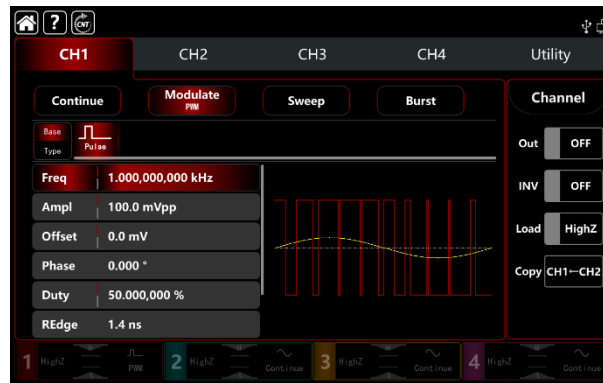 ? CNT
CH1 CH2 CH3 CH4 Utility
Continue Modulate Sweep Burst Channel
PWM
Base
Type Pulse
Out OFF
Freq 1.000,000,000 kHz
INV OFF
Ampl 100.0 mVpp
Offset 0.0 mV
Load HighZ
Phase 0.000 °
Copy CH1←CH2
Duty 50.000,000 %
REdge 1.4 ns
1 HighZ PWM 2 HighZ Continue 3 HighZ Continue 4 HighZ Continue